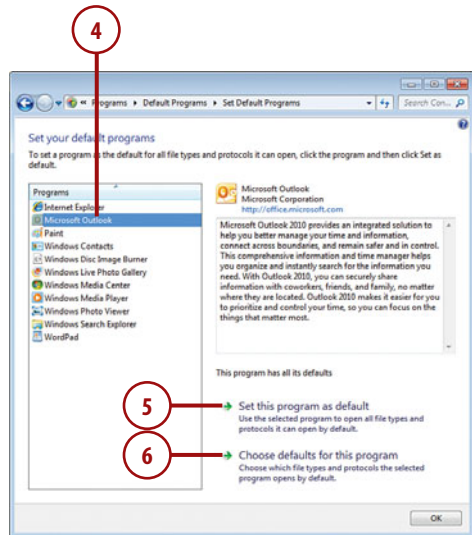 4
« Programs ▸ Default Programs ▸ Set Default Programs
Search Con...
Set your default programs
To set a program as the default for all file types and protocols it can open, click the program and then click Set as
default.
Programs
Internet Explorer
Microsoft Outlook
Paint
Windows Contacts
Windows Disc Image Burner
Windows Live Photo Gallery
Windows Media Center
Windows Media Player
Windows Photo Viewer
Windows Search Explorer
WordPad
Microsoft Outlook
Microsoft Corporation
http://office.microsoft.com
Microsoft Outlook 2010 provides an integrated solution to
help you better manage your time and information,
connect across boundaries, and remain safer and in control.
This comprehensive information and time manager helps
you organize and instantly search for the information you
need. With Outlook 2010, you can securely share
information with coworkers, friends, and family, no matter
where they are located. Outlook 2010 makes it easier for you
to prioritize and control your time, so you can focus on the
things that matter most.
This program has all its defaults
5
Set this program as default
Use the selected program to open all file types and
protocols it can open by default.
6
Choose defaults for this program
Choose which file types and protocols the selected
program opens by default.
OK